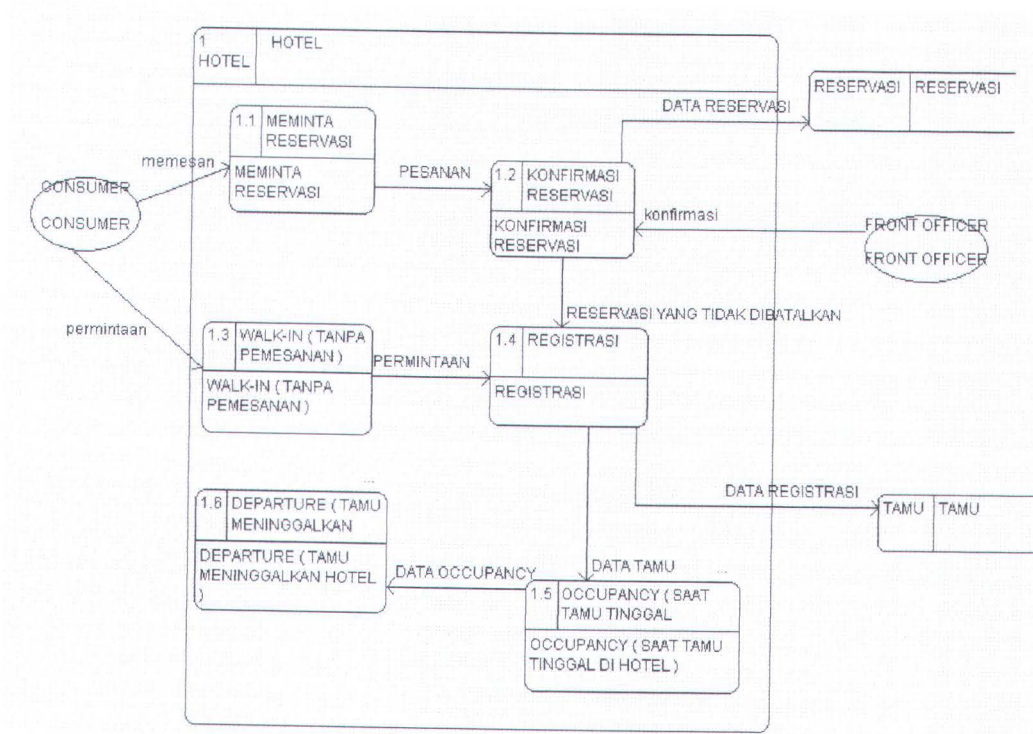 1
HOTEL
HOTEL
RESERVASI
RESERVASI
DATA RESERVASI
1.1
MEMINTA
RESERVASI
MEMINTA
RESERVASI
memesan
PESANAN
1.2
KONFIRMASI
RESERVASI
KONFIRMASI
RESERVASI
CONSUMER
CONSUMER
konfirmasi
FRONT OFFICER
FRONT OFFICER
RESERVASI YANG TIDAK DIBATALKAN
permintaan
1.3
WALK-IN ( TANPA
PEMESANAN )
WALK-IN ( TANPA
PEMESANAN )
PERMINTAAN
1.4
REGISTRASI
REGISTRASI
...
DATA REGISTRASI
TAMU
TAMU
1.6
DEPARTURE ( TAMU
MENINGGALKAN
DEPARTURE ( TAMU
MENINGGALKAN HOTEL
)
DATA OCCUPANCY
DATA TAMU
...
1.5
OCCUPANCY ( SAAT
TAMU TINGGAL
OCCUPANCY ( SAAT TAMU
TINGGAL DI HOTEL )